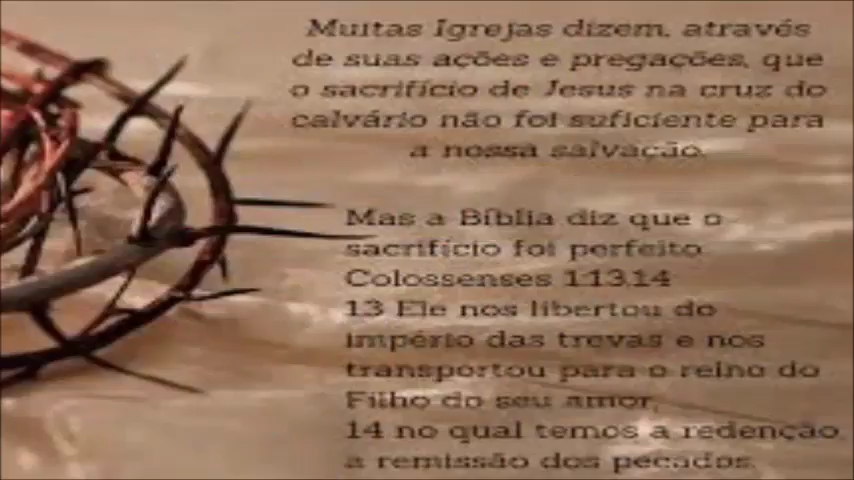 Muitas Igrejas dizem, através
de suas ações e pregações, que
o sacrifício de Jesus na cruz do
calvário não foi suficiente para
a nossa salvação.
Mas a Bíblia diz que o
sacrifício foi perfeito
Colossenses 1:13,14
13 Ele nos libertou do
império das trevas e nos
transportou para o reino do
Filho do seu amor,
14 no qual temos a redenção,
a remissão dos pecados.